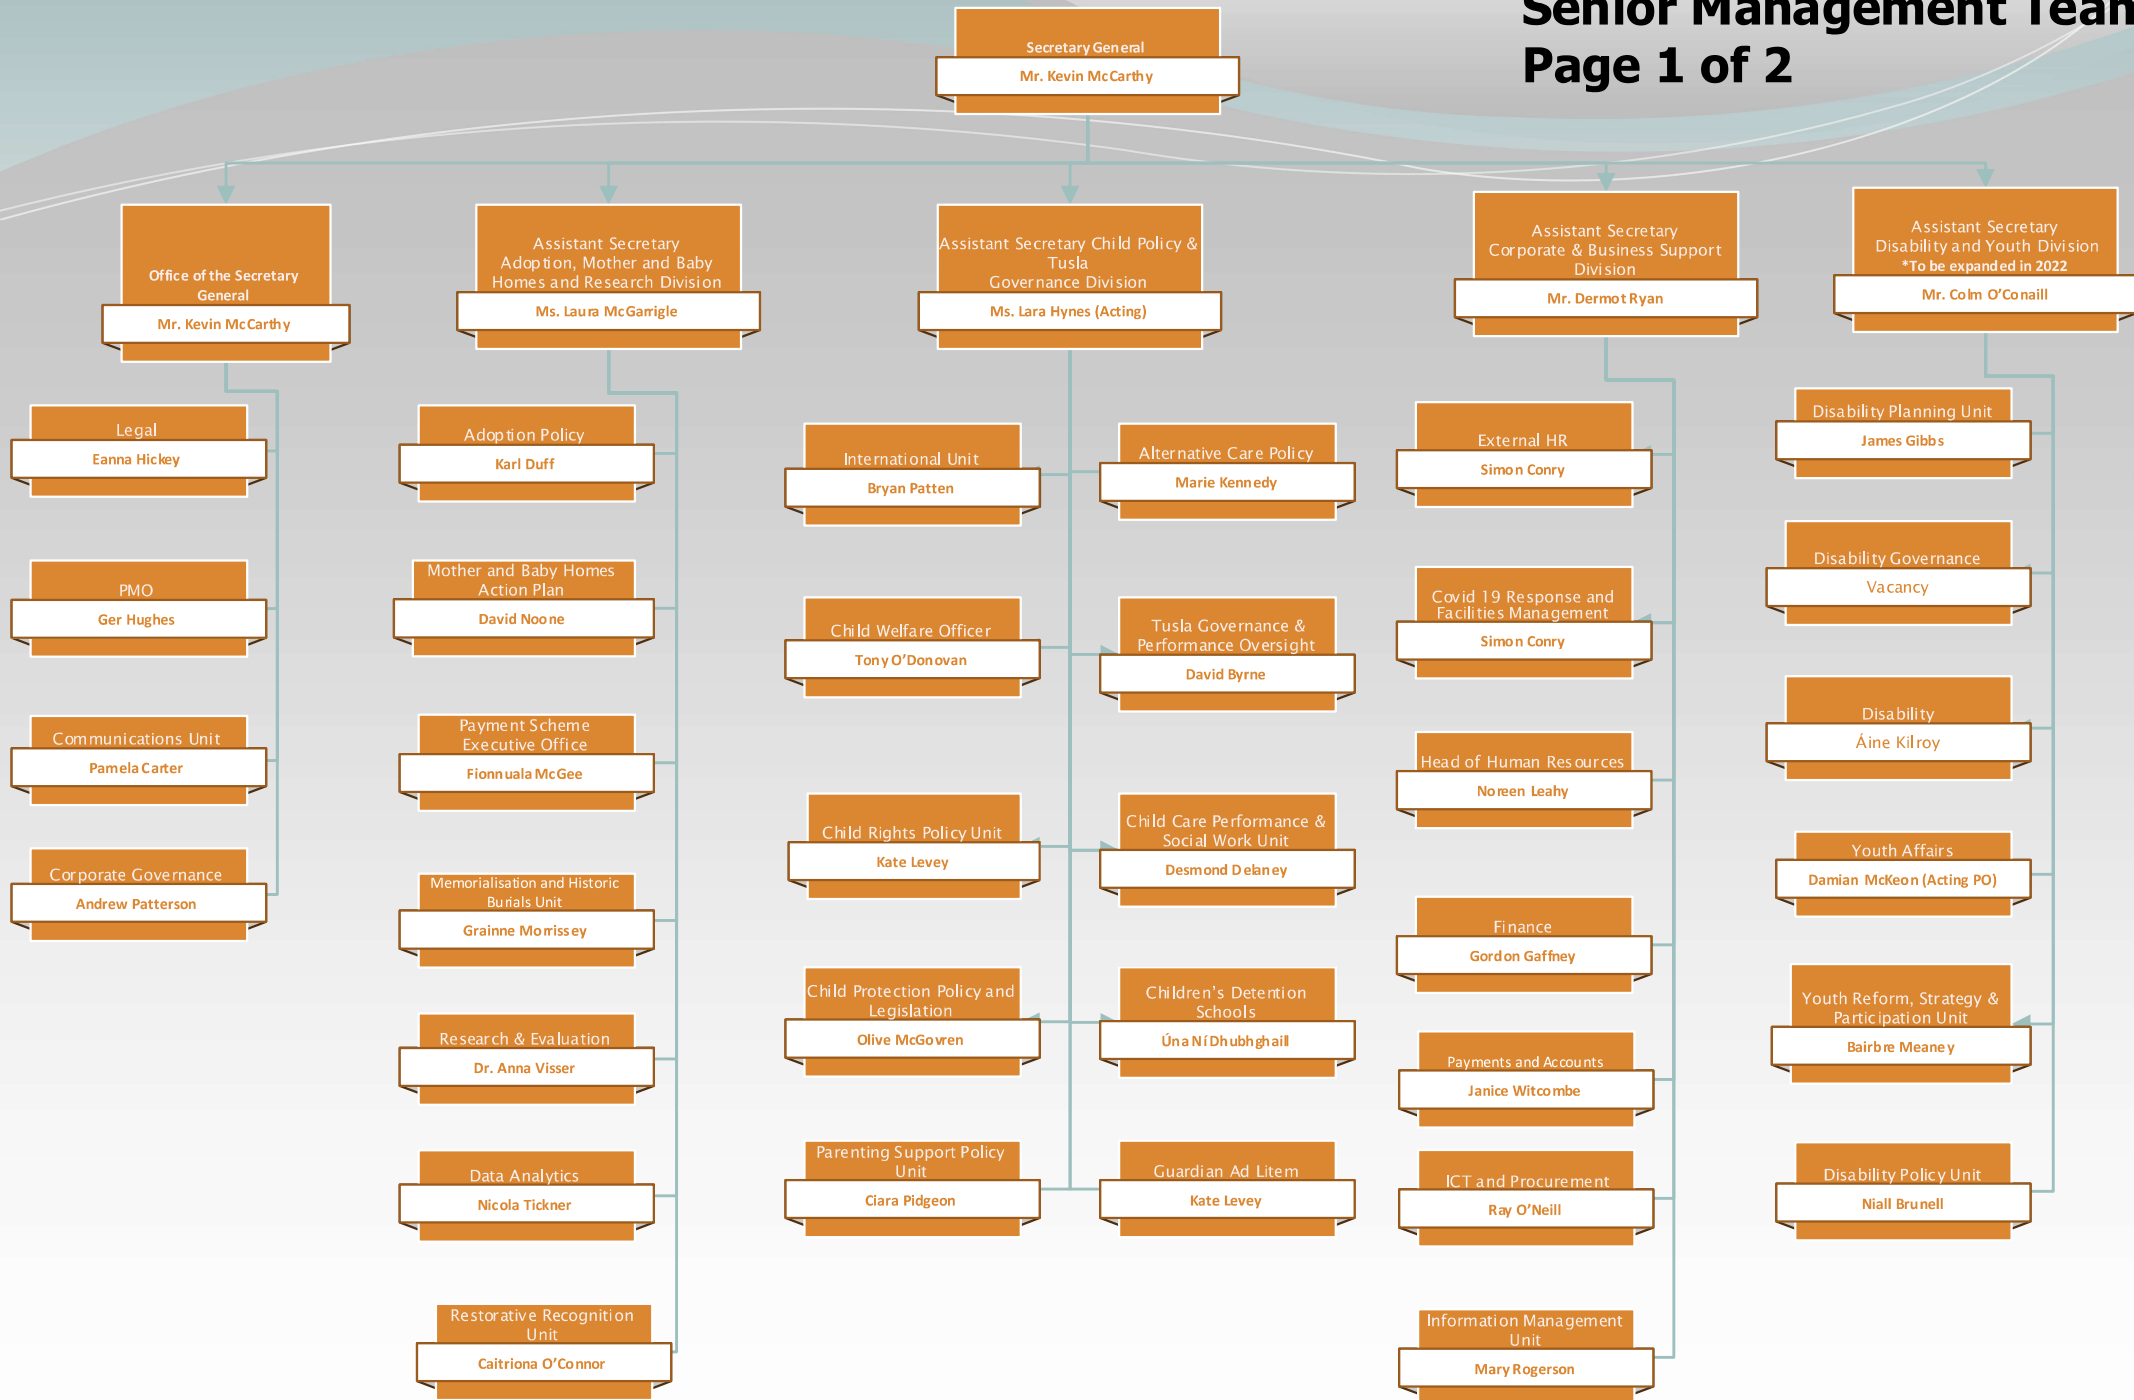 Senior Management Team
Page 1 of 2
Secretary General
Mr. Kevin McCarthy
Office of the Secretary
General
Mr. Kevin McCarthy
Assistant Secretary
Adoption, Mother and Baby
Homes and Research Division
Ms. Laura McGarrigle
Assistant Secretary Child Policy &
Tusla
Governance Division
Ms. Lara Hynes (Acting)
Assistant Secretary
Corporate & Business Support
Division
Mr. Dermot Ryan
Assistant Secretary
Disability and Youth Division
*To be expanded in 2022
Mr. Colm O’Conaill
Legal
Eanna Hickey
PMO
Ger Hughes
Communications Unit
Pamela Carter
Corporate Governance
Andrew Patterson
Adoption Policy
Karl Duff
Mother and Baby Homes
Action Plan
David Noone
Payment Scheme
Executive Office
Fionnuala McGee
Memorialisation and Historic
Burials Unit
Grainne Morrissey
Research & Evaluation
Dr. Anna Visser
Data Analytics
Nicola Tickner
Restorative Recognition
Unit
Caitriona O’Connor
International Unit
Bryan Patten
Child Welfare Officer
Tony O’Donovan
Child Rights Policy Unit
Kate Levey
Child Protection Policy and
Legislation
Olive McGovren
Parenting Support Policy
Unit
Ciara Pidgeon
Alternative Care Policy
Marie Kennedy
Tusla Governance &
Performance Oversight
David Byrne
Child Care Performance &
Social Work Unit
Desmond Delaney
Children’s Detention
Schools
Úna Ní Dhubhghaill
Guardian Ad Litem
Kate Levey
External HR
Simon Conry
Covid 19 Response and
Facilities Management
Simon Conry
Head of Human Resources
Noreen Leahy
Finance
Gordon Gaffney
Payments and Accounts
Janice Witcombe
ICT and Procurement
Ray O’Neill
Information Management
Unit
Mary Rogerson
Disability Planning Unit
James Gibbs
Disability Governance
Vacancy
Disability
Áine Kilroy
Youth Affairs
Damian McKeon (Acting PO)
Youth Reform, Strategy &
Participation Unit
Bairbre Meaney
Disability Policy Unit
Niall Brunell